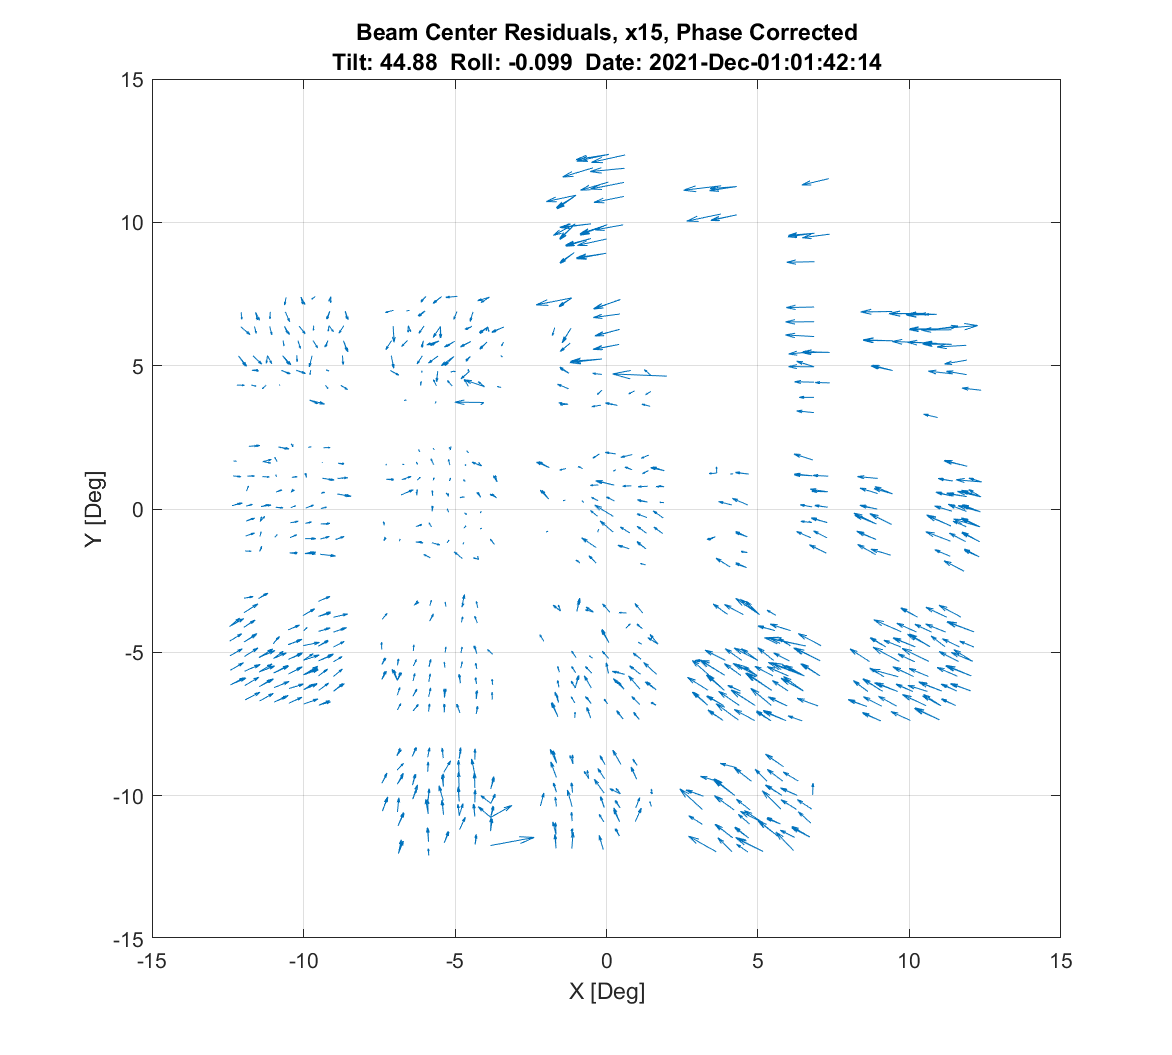 Beam Center Residuals, x15, Phase Corrected
Tilt: 44.88 Roll: -0.099 Date: 2021-Dec-01:01:42:14
15
10
5
0
-5
-10
-15
Y [Deg]
-15 -10 -5 0 5 10 15
X [Deg]